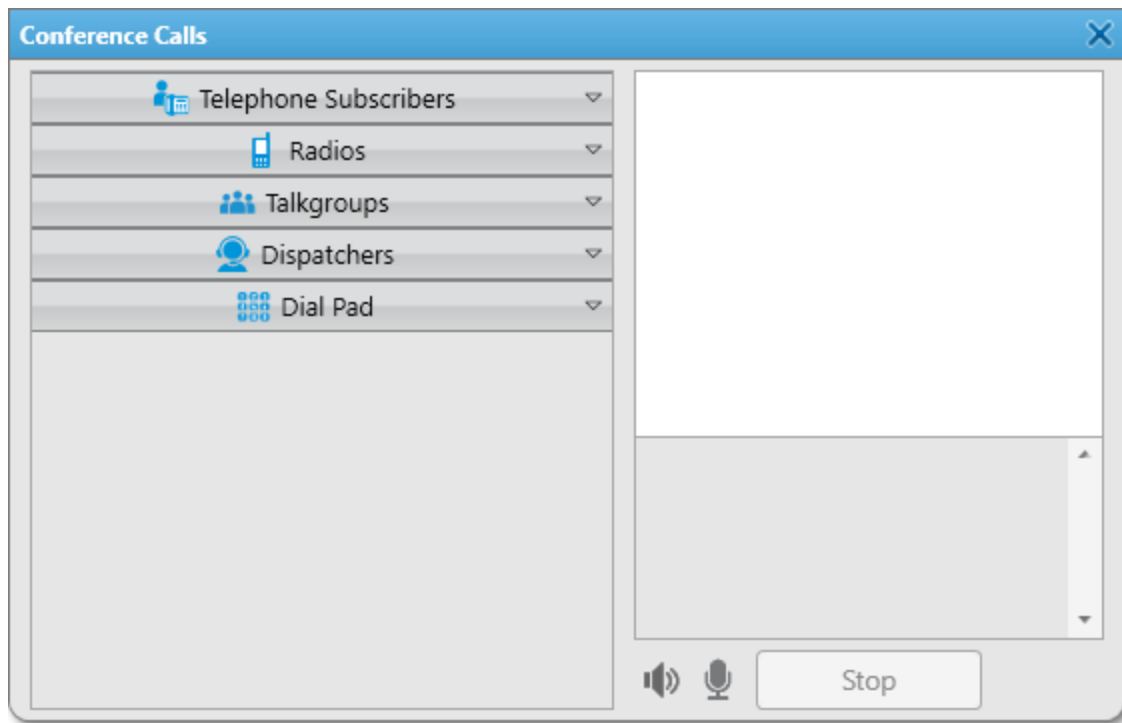 Conference Calls
Telephone Subscribers
Radios
Talkgroups
Dispatchers
Dial Pad
Stop